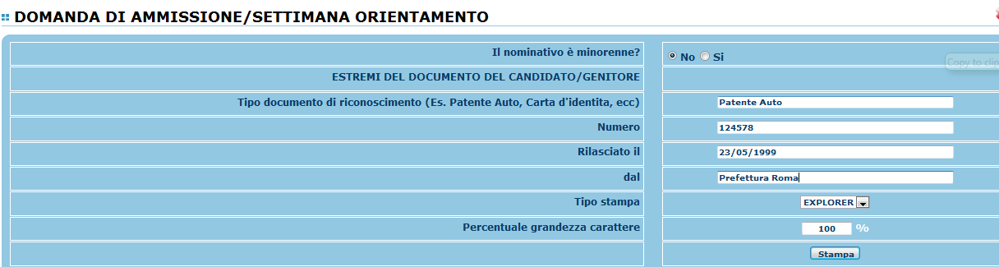 DOMANDA DI AMMISSIONE/SETTIMANA ORIENTAMENTO
Il nominativo è minorenne? No Si
Copy to clip
ESTREMI DEL DOCUMENTO DEL CANDIDATO/GENITORE
Tipo documento di riconoscimento (Es. Patente Auto, Carta d'identita, ecc) Patente Auto
Numero 124578
Rilasciato il 23/05/1999
dal Prefettura Roma
Tipo stampa EXPLORER
Percentuale grandezza carattere 100 %
Stampa